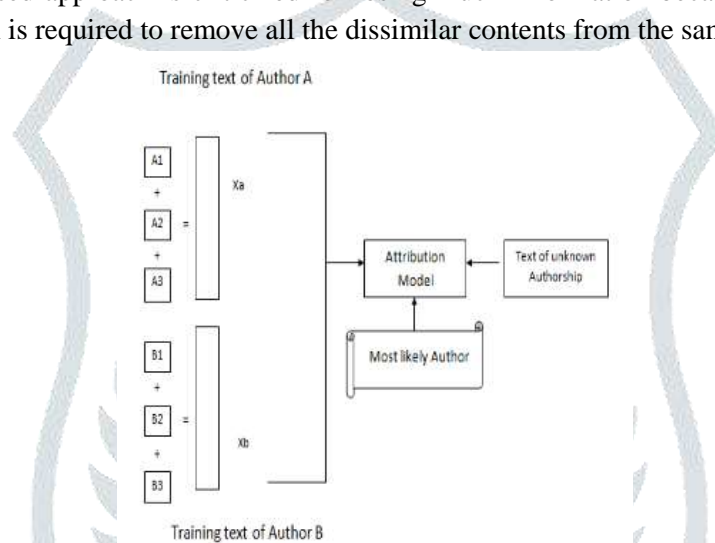 is required to remove all the dissimilar contents from the
Training text of Author A
A1
+
A2
+
A3
=
Xa
B1
+
B2
+
B3
=
Xb
Attribution
Model
Text of unknown
Authorship
Most likely Author
Training text of Author B